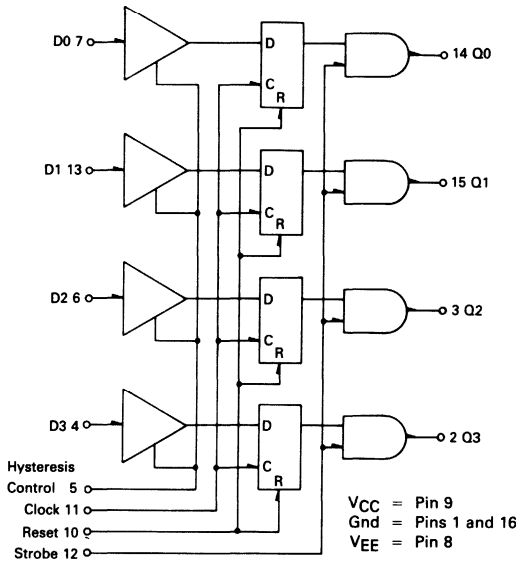 D0 7
D
C
R
14 Q0
D1 13
D
C
R
15 Q1
D2 6
D
C
R
3 Q2
D3 4
D
C
R
2 Q3
Hysteresis
Control 5
Clock 11
Reset 10
Strobe 12
VCC = Pin 9
Gnd = Pins 1 and 16
VEE = Pin 8